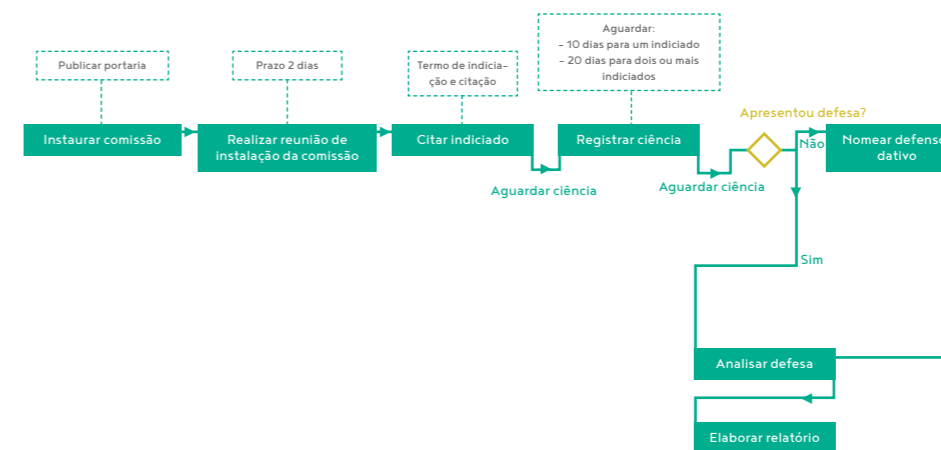 Publicar portaria
Prazo 2 dias
Termo de indicia-
ção e citação
Aguardar:
- 10 dias para um indiciado
- 20 dias para dois ou mais
indiciados
Instaurar comissão
Realizar reunião de
instalação da comissão
Citar indiciado
Registrar ciência
Apresentou defesa?
Não
Nomear defenso
dativo
Aguardar ciência
Aguardar ciência
Sim
Analisar defesa
Elaborar relatório